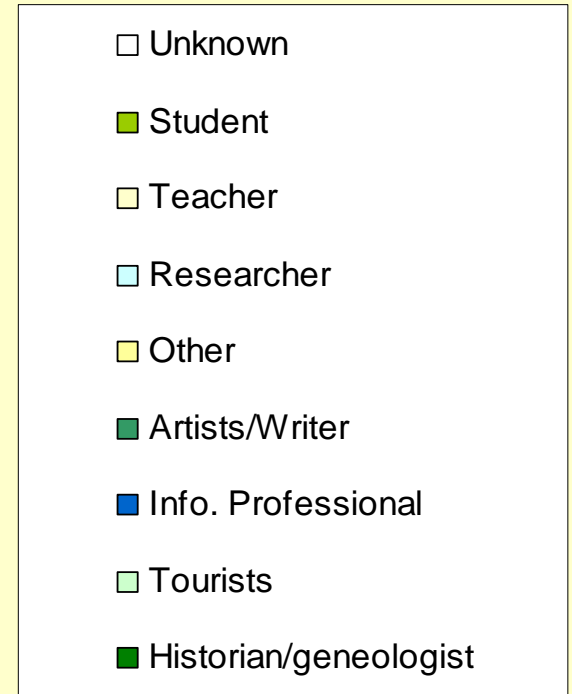 Unknown
Student
Teacher
Researcher
Other
Artists/Writer
Info. Professional
Tourists
Historian/geneologist